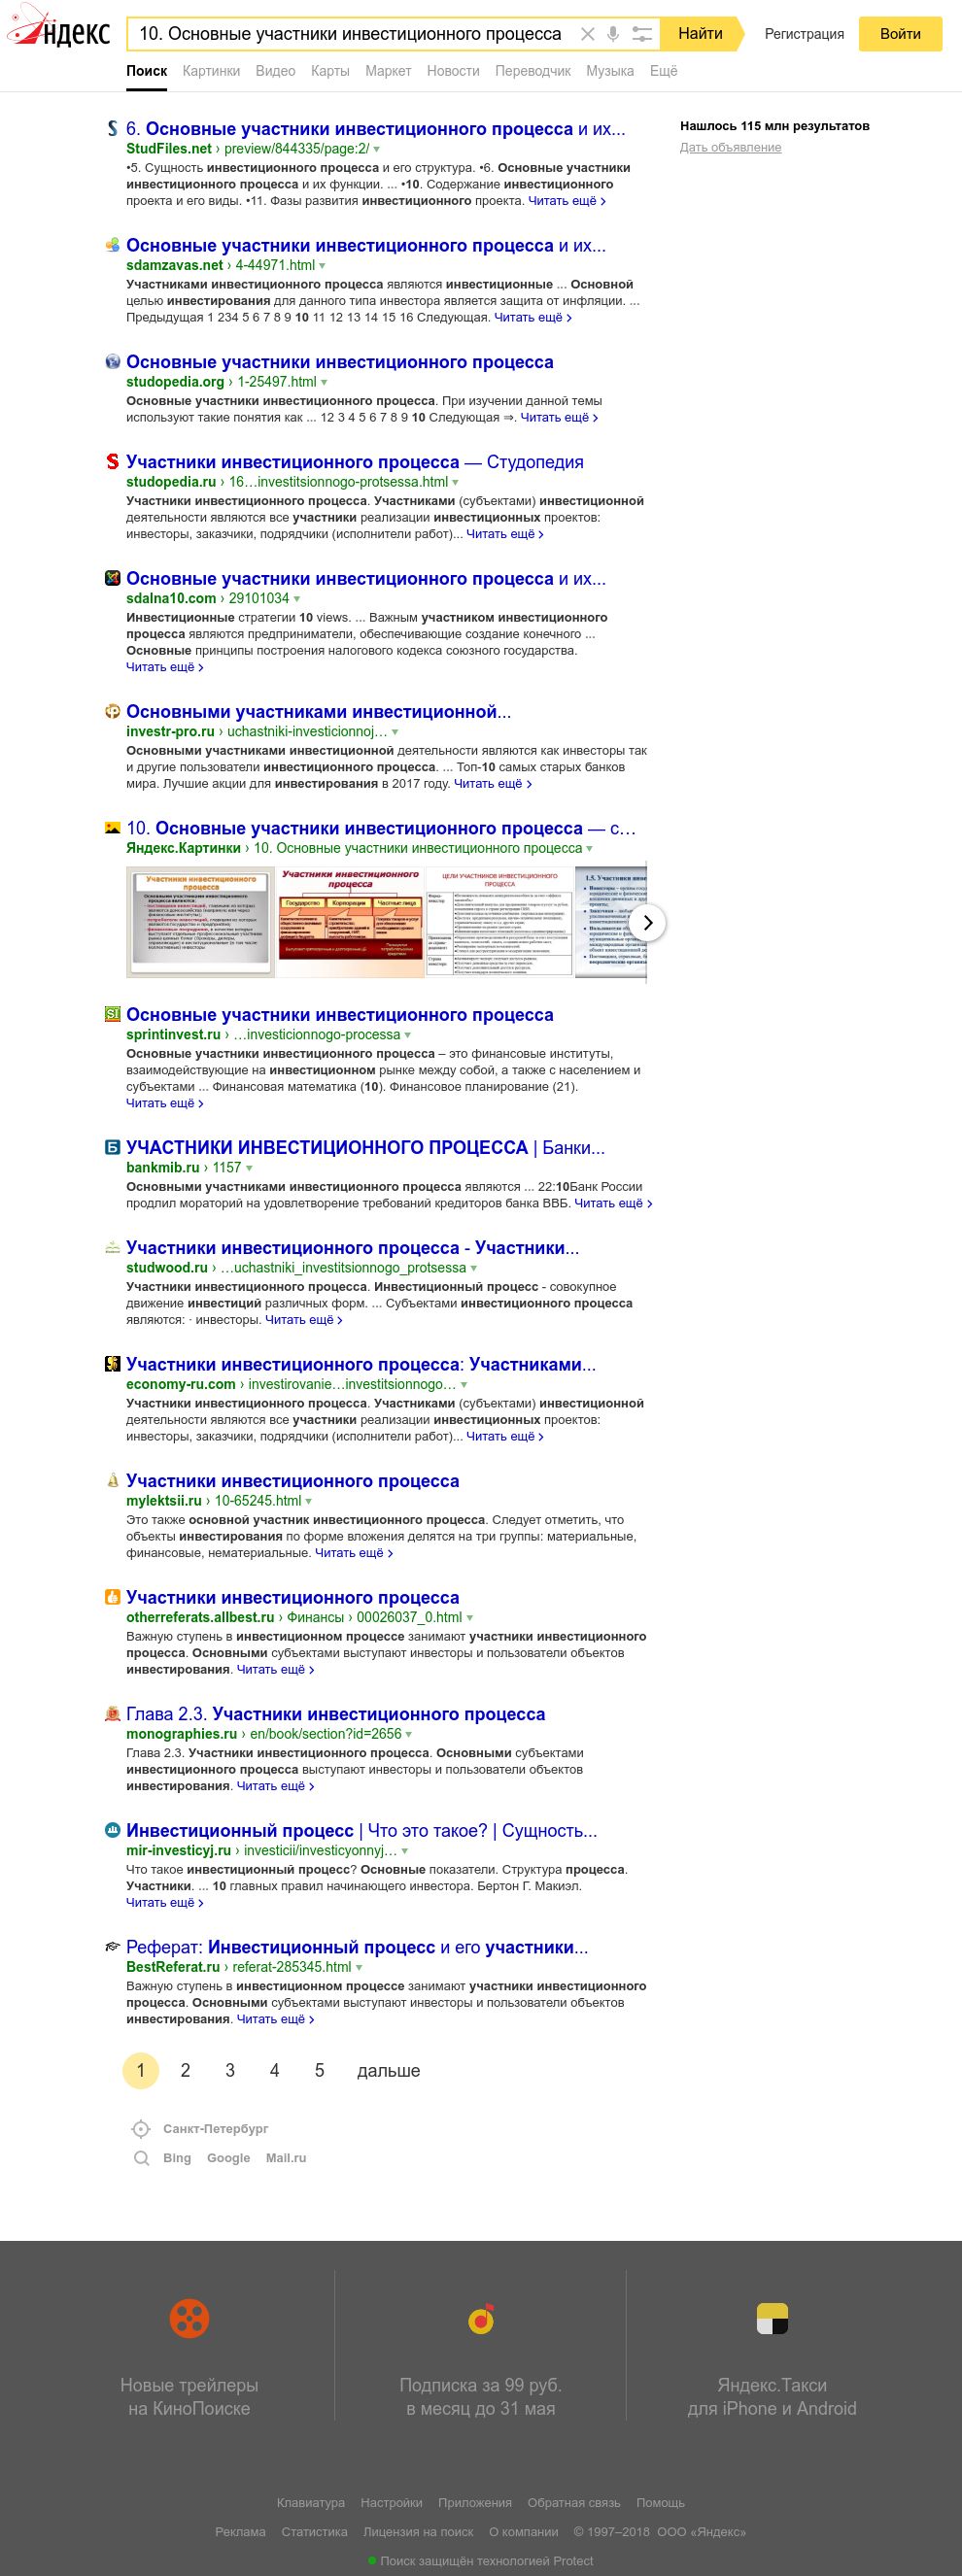 ндекс
10. Основные участники инвестиционного процесса
Найти
Регистрация
Войти
Поиск Картинки Видео Карты Маркет Новости Переводчик Музыка Ещё
Нашлось 115 млн результатов
Дать объявление
6. Основные участники инвестиционного процесса и их...
StudFiles.net › preview/844335/page:2/
•5. Сущность инвестиционного процесса и его структура. •6. Основные участники
инвестиционного процесса и их функции. ... •10. Содержание инвестиционного
проекта и его виды. •11. Фазы развития инвестиционного проекта. Читать ещё
Основные участники инвестиционного процесса и их...
sdamzavas.net › 4-44971.html
Участниками инвестиционного процесса являются инвестиционные ... Основной
целью инвестирования для данного типа инвестора является защита от инфляции. ...
Предыдущая 1 234 5 6 7 8 9 10 11 12 13 14 15 16 Следующая. Читать ещё
Основные участники инвестиционного процесса
studopedia.org › 1-25497.html
Основные участники инвестиционного процесса. При изучении данной темы
используют такие понятия как ... 12 3 4 5 6 7 8 9 10 Следующая ⇒. Читать ещё
Участники инвестиционного процесса — Студопедия
studopedia.ru › 16…investitsionnogo-protsessa.html
Участники инвестиционного процесса. Участниками (субъектами) инвестиционной
деятельности являются все участники реализации инвестиционных проектов:
инвесторы, заказчики, подрядчики (исполнители работ)... Читать ещё
Основные участники инвестиционного процесса и их...
sdalna10.com › 29101034
Инвестиционные стратегии 10 views. ... Важным участником инвестиционного
процесса являются предприниматели, обеспечивающие создание конечного ...
Основные принципы построения налогового кодекса союзного государства.
Читать ещё
Основными участниками инвестиционной...
investr-pro.ru › uchastniki-investicionnoj…
Основными участниками инвестиционной деятельности являются как инвесторы так
и другие пользователи инвестиционного процесса. ... Топ-10 самых старых банков
мира. Лучшие акции для инвестирования в 2017 году. Читать ещё
10. Основные участники инвестиционного процесса — с…
Яндекс.Картинки › 10. Основные участники инвестиционного процесса
Участники инвестиционного
процесса
Участники инвестиционного
процесса
Государство Корпорации Частные лица
ЦЕЛИ УЧАСТНИКОВ ИНВЕСТИЦИОННОГО
ПРОЦЕССА
Основные участники инвестиционного процесса
sprintinvest.ru › …investicionnogo-processa
Основные участники инвестиционного процесса – это финансовые институты,
взаимодействующие на инвестиционном рынке между собой, а также с населением и
субъектами ... Финансовая математика (10). Финансовое планирование (21).
Читать ещё
УЧАСТНИКИ ИНВЕСТИЦИОННОГО ПРОЦЕССА | Банки...
bankmib.ru › 1157
Основными участниками инвестиционного процесса являются ... 22:10Банк России
продлил мораторий на удовлетворение требований кредиторов банка ВВБ. Читать ещё
Участники инвестиционного процесса - Участники...
studwood.ru › …uchastniki_investitsionnogo_protsessa
Участники инвестиционного процесса. Инвестиционный процесс - совокупное
движение инвестиций различных форм. ... Субъектами инвестиционного процесса
являются: · инвесторы. Читать ещё
Участники инвестиционного процесса: Участниками...
economy-ru.com › investirovanie…investitsionnogo…
Участники инвестиционного процесса. Участниками (субъектами) инвестиционной
деятельности являются все участники реализации инвестиционных проектов:
инвесторы, заказчики, подрядчики (исполнители работ)... Читать ещё
Участники инвестиционного процесса
mylektsii.ru › 10-65245.html
Это также основной участник инвестиционного процесса. Следует отметить, что
объекты инвестирования по форме вложения делятся на три группы: материальные,
финансовые, нематериальные. Читать ещё
Участники инвестиционного процесса
otherreferats.allbest.ru › Финансы › 00026037_0.html
Важную ступень в инвестиционном процессе занимают участники инвестиционного
процесса. Основными субъектами выступают инвесторы и пользователи объектов
инвестирования. Читать ещё
Глава 2.3. Участники инвестиционного процесса
monographies.ru › en/book/section?id=2656
Глава 2.3. Участники инвестиционного процесса. Основными субъектами
инвестиционного процесса выступают инвесторы и пользователи объектов
инвестирования. Читать ещё
Инвестиционный процесс | Что это такое? | Сущность...
mir-investicyj.ru › investicii/investicyonnyj…
Что такое инвестиционный процесс? Основные показатели. Структура процесса.
Участники. ... 10 главных правил начинающего инвестора. Бертон Г. Макиэл.
Читать ещё
Реферат: Инвестиционный процесс и его участники...
BestReferat.ru › referat-285345.html
Важную ступень в инвестиционном процессе занимают участники инвестиционного
процесса. Основными субъектами выступают инвесторы и пользователи объектов
инвестирования. Читать ещё
1 2 3 4 5 дальше
Санкт-Петербург
Bing Google Mail.ru
Новые трейлеры
на КиноПоиске
Подписка за 99 руб.
в месяц до 31 мая
Яндекс.Такси
для iPhone и Android
Клавиатура Настройки Приложения Обратная связь Помощь
Реклама Статистика Лицензия на поиск О компании © 1997–2018 ООО «Яндекс»
Поиск защищён технологией Protect